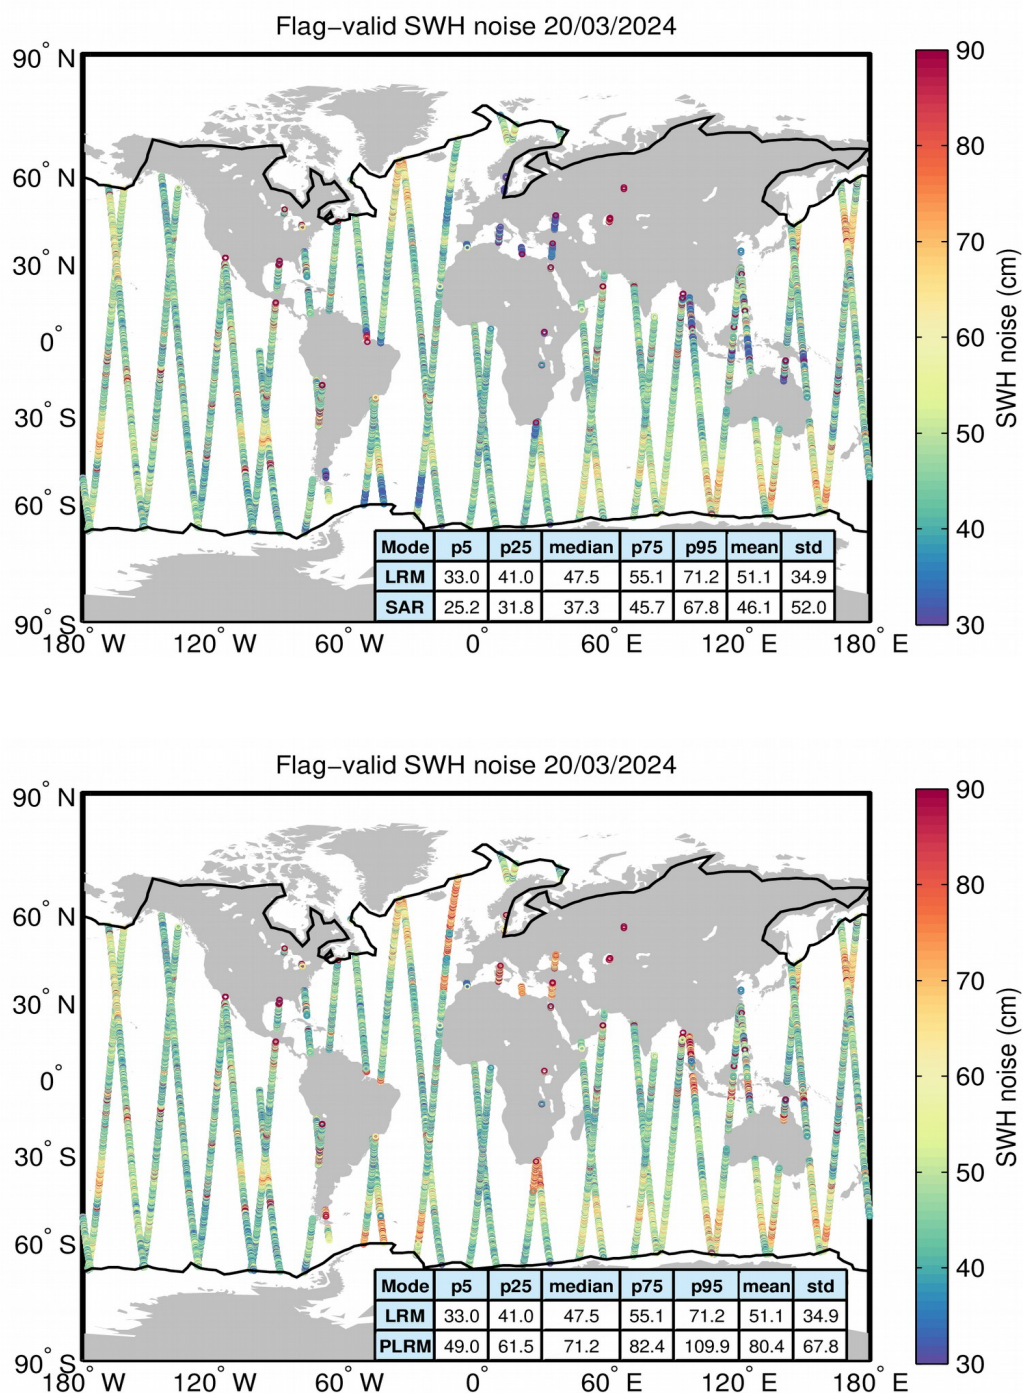 Flag−valid SWH noise 20/03/2024
90° N
60° N
30° N
0°
30° S
60° S
90° S
180° W
120° W
60° W
0°
60° E
120° E
180° E
Mode p5 p25 median p75 p95 mean std
LRM 33.0 41.0 47.5 55.1 71.2 51.1 34.9
SAR 25.2 31.8 37.3 45.7 67.8 46.1 52.0
90
80
70
60
50
40
30
SWH noise (cm)
Flag−valid SWH noise 20/03/2024
90° N
60° N
30° N
0°
30° S
60° S
90° S
180° W
120° W
60° W
0°
60° E
120° E
180° E
Mode p5 p25 median p75 p95 mean std
LRM 33.0 41.0 47.5 55.1 71.2 51.1 34.9
PLRM 49.0 61.5 71.2 82.4 109.9 80.4 67.8
90
80
70
60
50
40
30
SWH noise (cm)